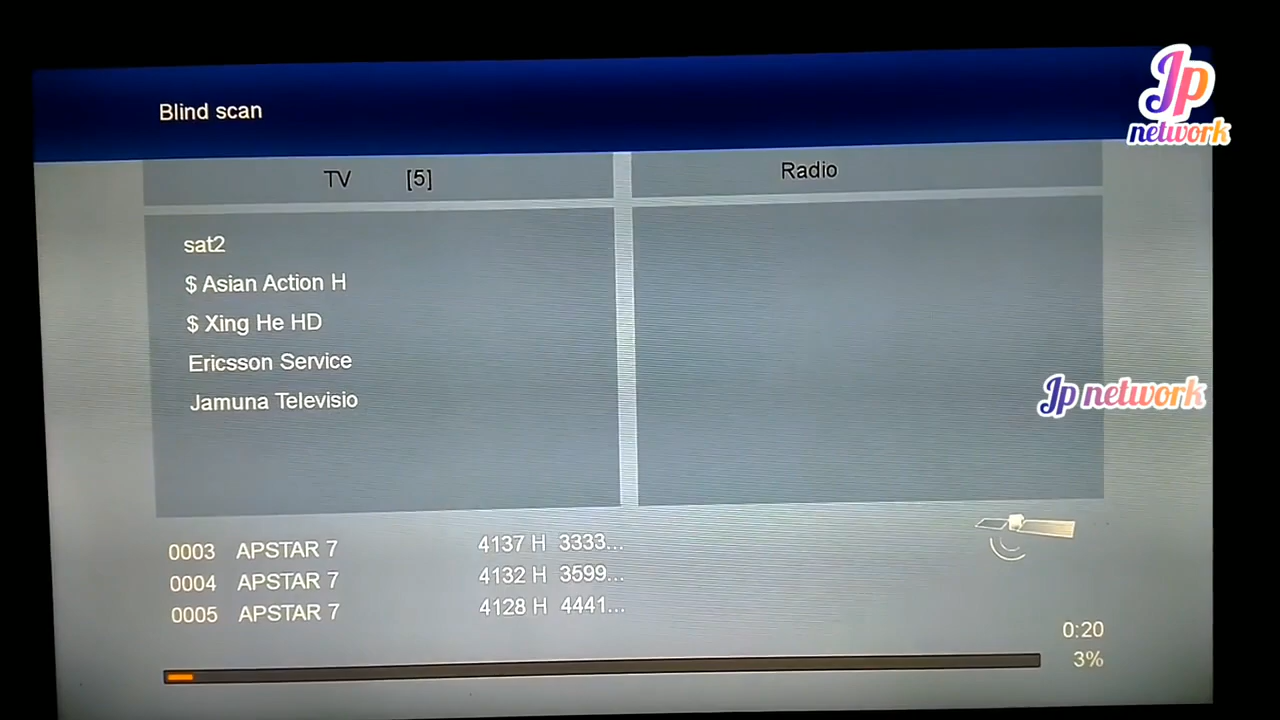 Blind scan
Jp
network
TV [5]
Radio
sat2
$ Asian Action H
$ Xing He HD
Ericsson Service
Jamuna Televisio
Jp network
0003 APSTAR 7 4137 H 3333...
0004 APSTAR 7 4132 H 3599...
0005 APSTAR 7 4128 H 4441...
0:20
3%